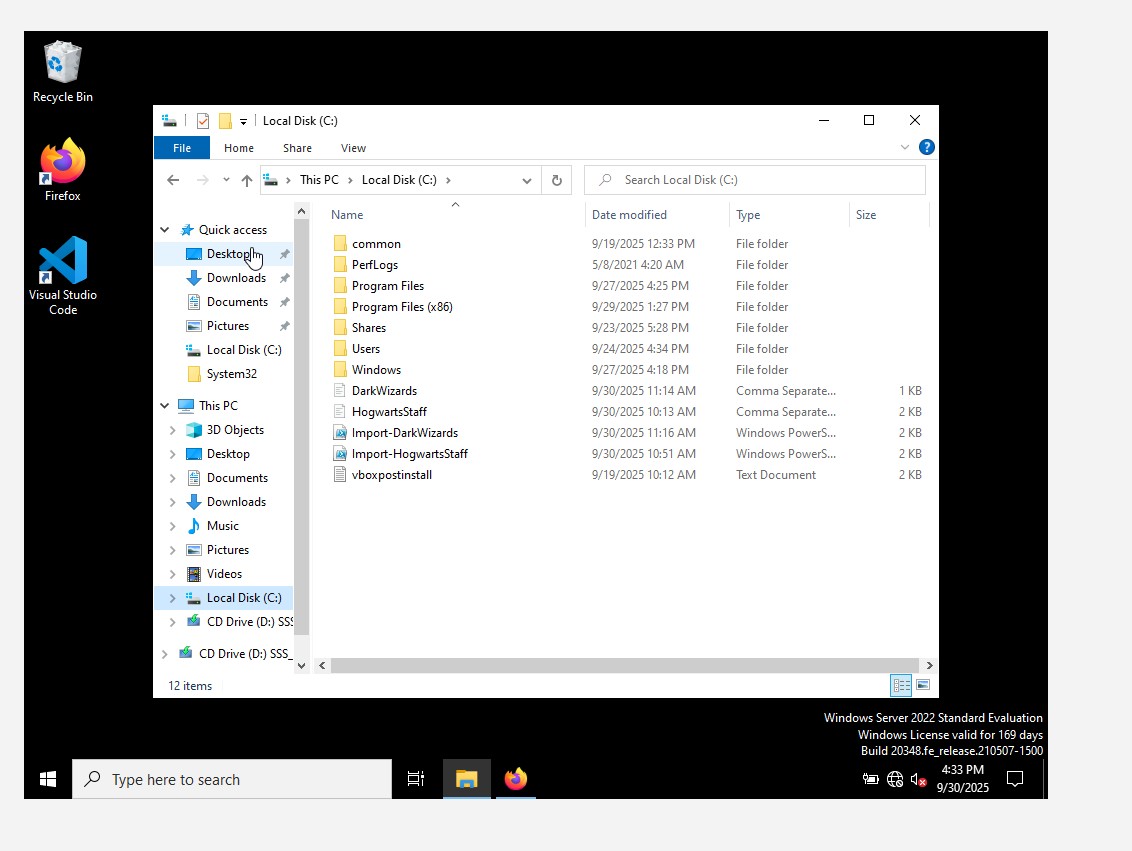 Recycle Bin
Firefox
Visual Studio
Code
Local Disk (C:)
File Home Share View
?
This PC Local Disk (C:)
Search Local Disk (C:)
Quick access
Desktop
Downloads
Documents
Pictures
Local Disk (C:)
System32
This PC
3D Objects
Desktop
Documents
Downloads
Music
Pictures
Videos
Local Disk (C:)
CD Drive (D:) SSS
CD Drive (D:) SSS_
Name Date modified Type Size
common 9/19/2025 12:33 PM File folder
PerfLogs 5/8/2021 4:20 AM File folder
Program Files 9/27/2025 4:25 PM File folder
Program Files (x86) 9/29/2025 1:27 PM File folder
Shares 9/23/2025 5:28 PM File folder
Users 9/24/2025 4:34 PM File folder
Windows 9/27/2025 4:18 PM File folder
DarkWizards 9/30/2025 11:14 AM Comma Separate... 1 KB
HogwartsStaff 9/30/2025 10:13 AM Comma Separate... 2 KB
Import-DarkWizards 9/30/2025 11:16 AM Windows PowerS... 2 KB
Import-HogwartsStaff 9/30/2025 10:51 AM Windows PowerS... 2 KB
vboxpostinstall 9/19/2025 10:12 AM Text Document 2 KB
12 items
Windows Server 2022 Standard Evaluation
Windows License valid for 169 days
Build 20348.fe_release.210507-1500
Type here to search
4:33 PM
9/30/2025